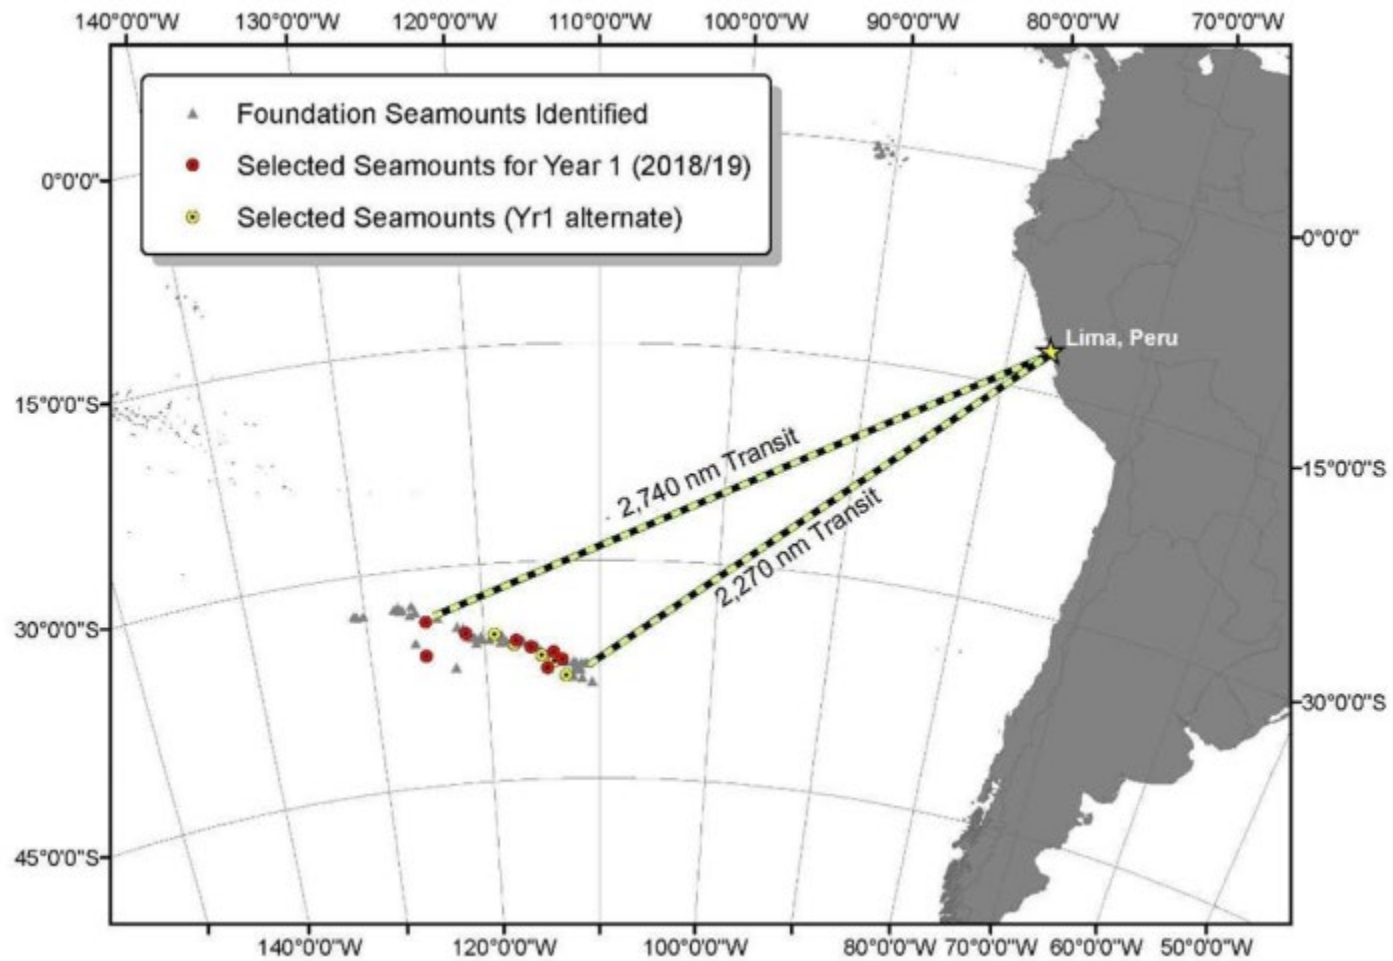 140°0'0"W 130°0'0"W 120°0'0"W 110°0'0"W 100°0'0"W 90°0'0"W 80°0'0"W 70°0'0"W
Foundation Seamounts Identified
Selected Seamounts for Year 1 (2018/19)
Selected Seamounts (Yr1 alternate)
0°0'0"
0°0'0"
Lima, Peru
15°0'0"S
15°0'0"S
2,740 nm Transit
2,270 nm Transit
30°0'0"S
30°0'0"S
45°0'0"S
140°0'0"W 120°0'0"W 100°0'0"W 80°0'0"W 70°0'0"W 60°0'0"W 50°0'0"W